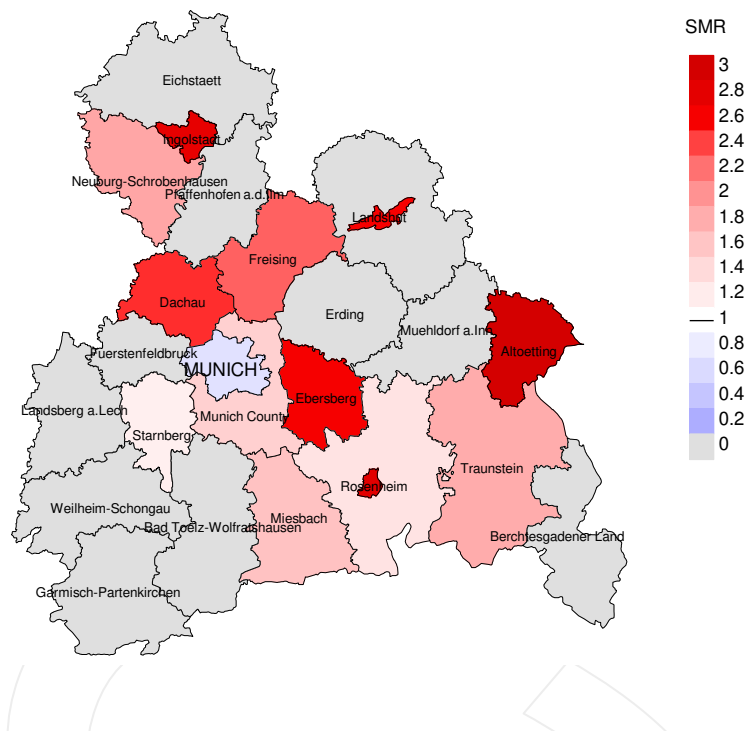 SMR
3
2.8
2.6
2.4
2.2
2
1.8
1.6
1.4
1.2
1
0.8
0.6
0.4
0.2
0
Eichstaett
Ingolstadt
Neuburg-Schrobenhausen
Pfaffenhofen a.d.Ilm
Landshut
Freising
Dachau
Erding
Muehldorf a.Inn
Altoetting
Fuerstenfeldbruck
MUNICH
Ebersberg
Landsberg a.Lech
Munich County
Starnberg
Traunstein
Rosenheim
Weilheim-Schongau
Miesbach
Bad Toelz-Wolfratshausen
Berchtesgadener Land
Garmisch-Partenkirchen